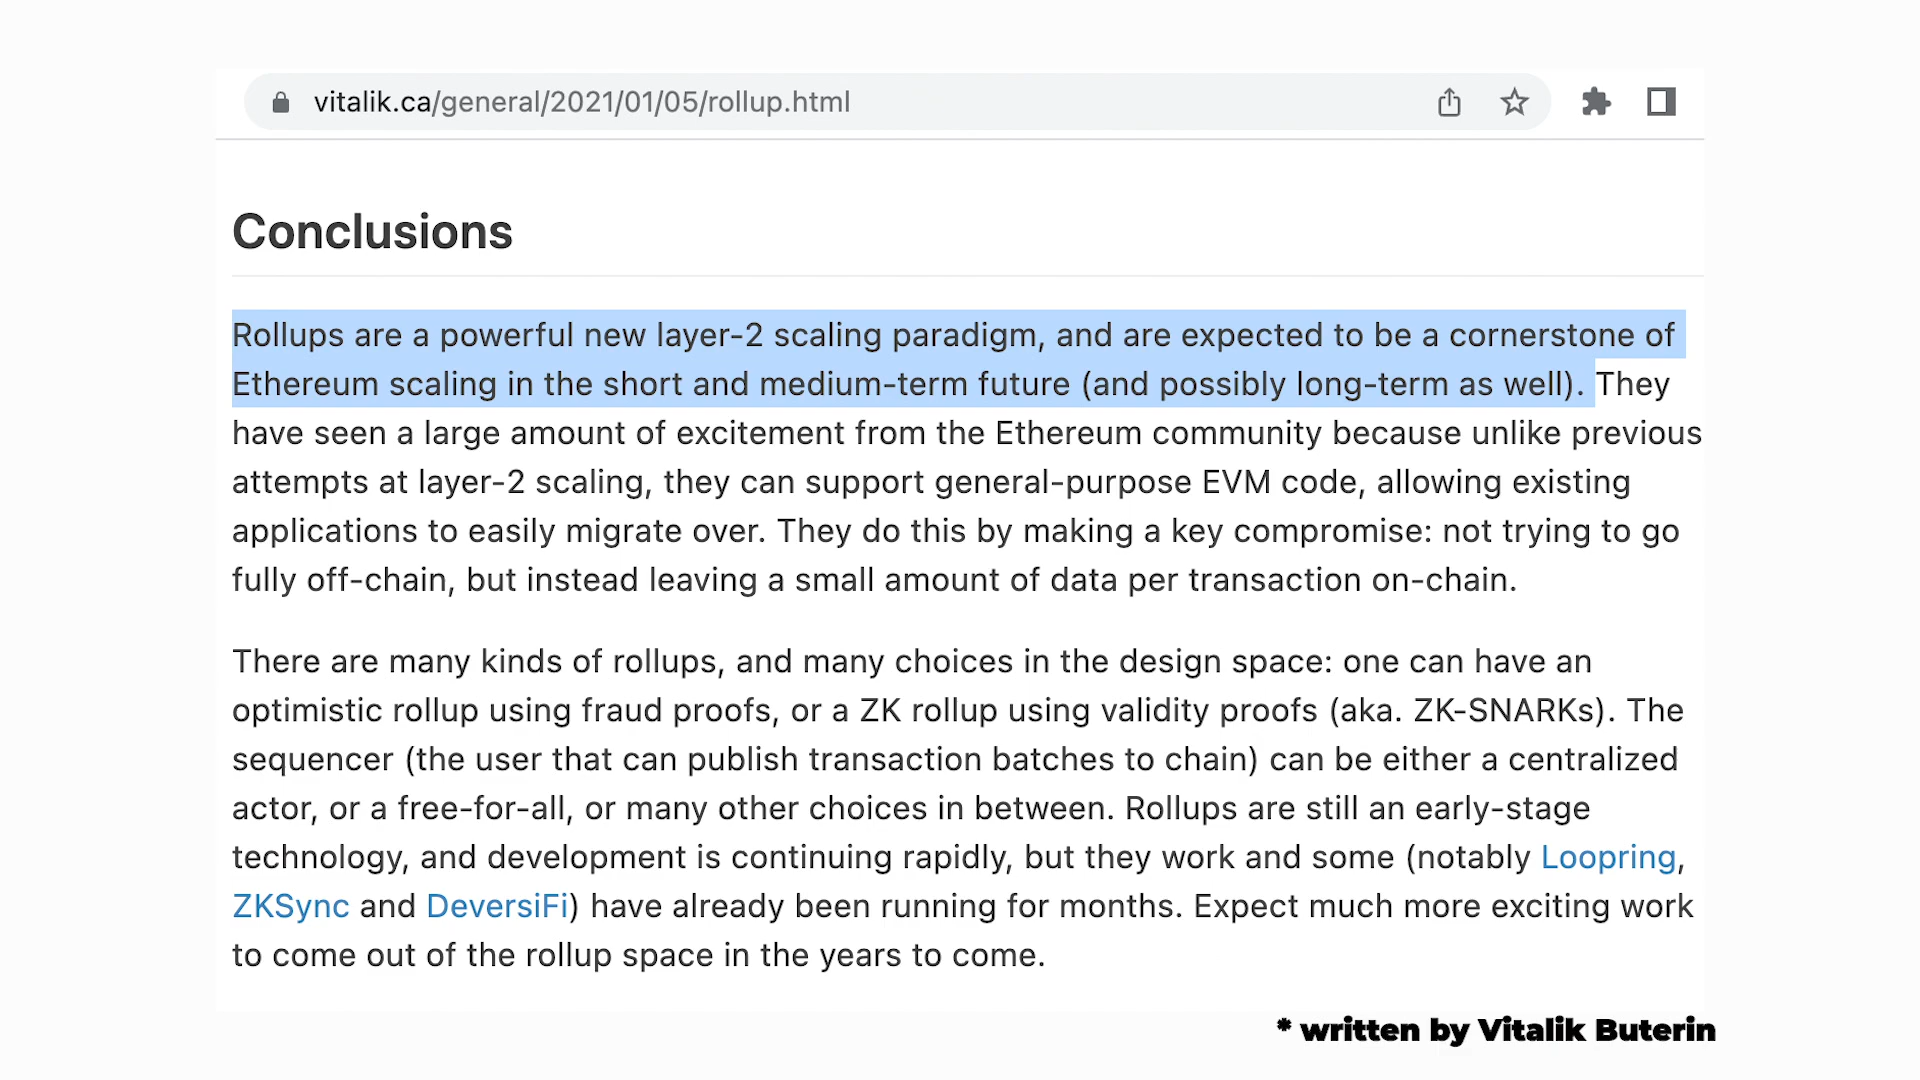 vitalik.ca/general/2021/01/05/rollup.html
Conclusions
Rollups are a powerful new layer-2 scaling paradigm, and are expected to be a cornerstone of
Ethereum scaling in the short and medium-term future (and possibly long-term as well). They
have seen a large amount of excitement from the Ethereum community because unlike previous
attempts at layer-2 scaling, they can support general-purpose EVM code, allowing existing
applications to easily migrate over. They do this by making a key compromise: not trying to go
fully off-chain, but instead leaving a small amount of data per transaction on-chain.
There are many kinds of rollups, and many choices in the design space: one can have an
optimistic rollup using fraud proofs, or a ZK rollup using validity proofs (aka. ZK-SNARKs). The
sequencer (the user that can publish transaction batches to chain) can be either a centralized
actor, or a free-for-all, or many other choices in between. Rollups are still an early-stage
technology, and development is continuing rapidly, but they work and some (notably Loopring,
ZKSync and DeversiFi) have already been running for months. Expect much more exciting work
to come out of the rollup space in the years to come.
* written by Vitalik Buterin